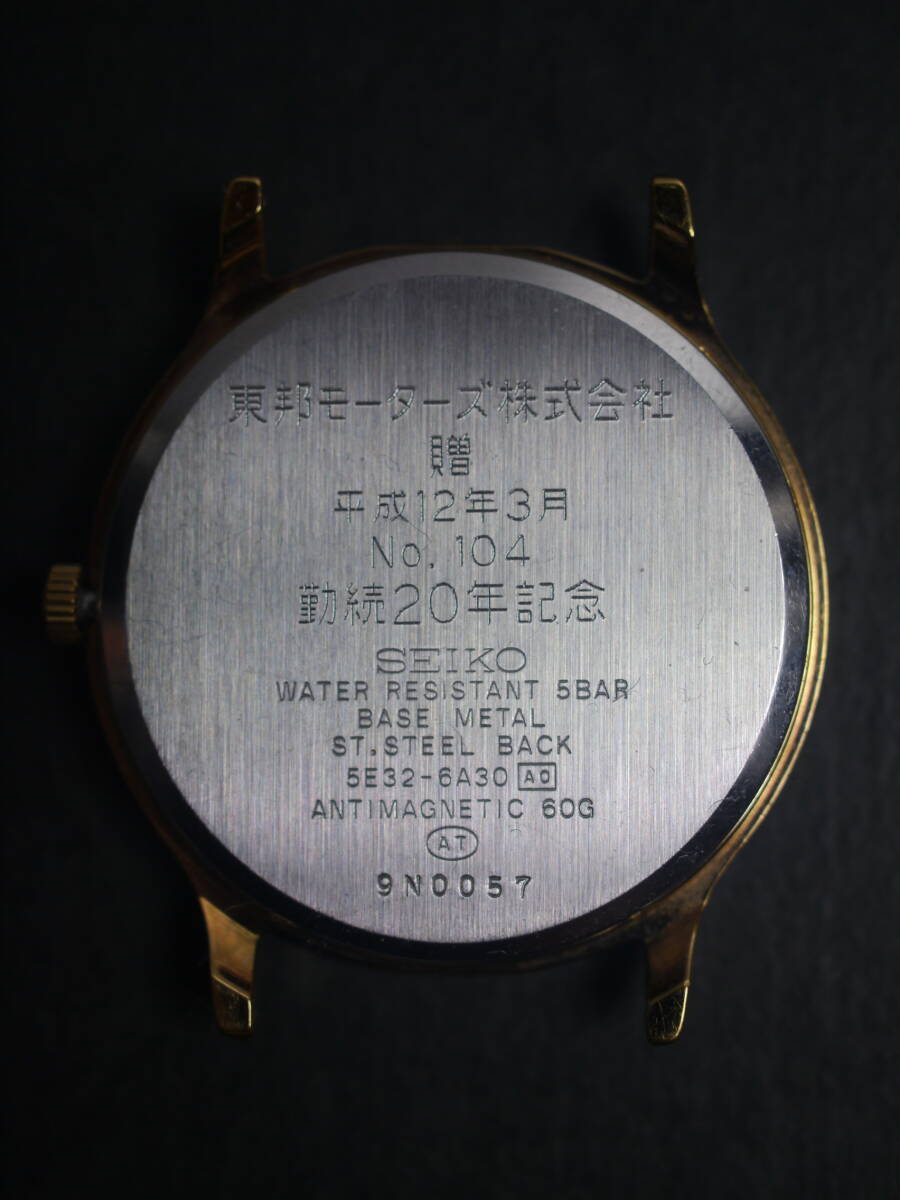 東邦モーターズ株式会社
贈
平成12年3月
No. 104
勤続20年記念
SEIKO
WATER RESISTANT 5BAR
BASE METAL
ST.STEEL BACK
5E32-6A30 AO
ANTIMAGNETIC 60G
AT
9N0057